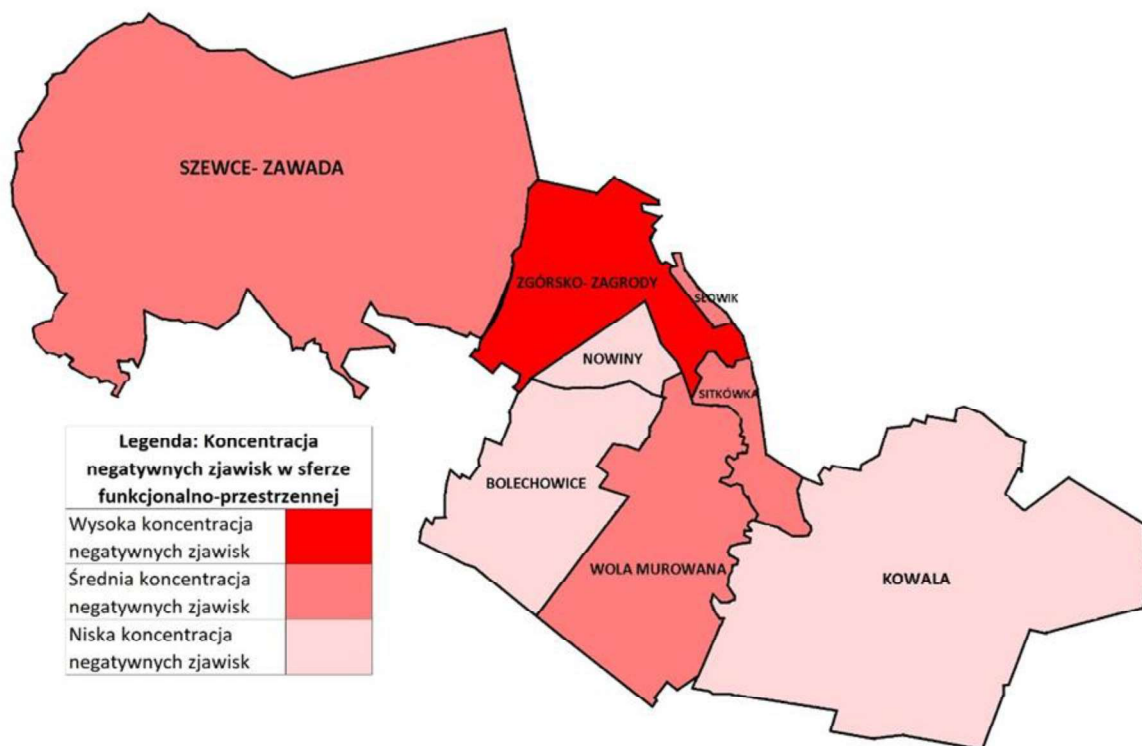 SZEWCE- ZAWADA
ZGÓRSKO- ZAGRODY
SŁOWIK
NOWINY
SITKÓWKA
BOLECHOWICE
WOLA MUROWANA
KOWALA
Legenda: Koncentracja
negatywnych zjawisk w sferze
funkcjonalno-przestrzennej
Wysoka koncentracja
negatywnych zjawisk
Średnia koncentracja
negatywnych zjawisk
Niska koncentracja
negatywnych zjawisk